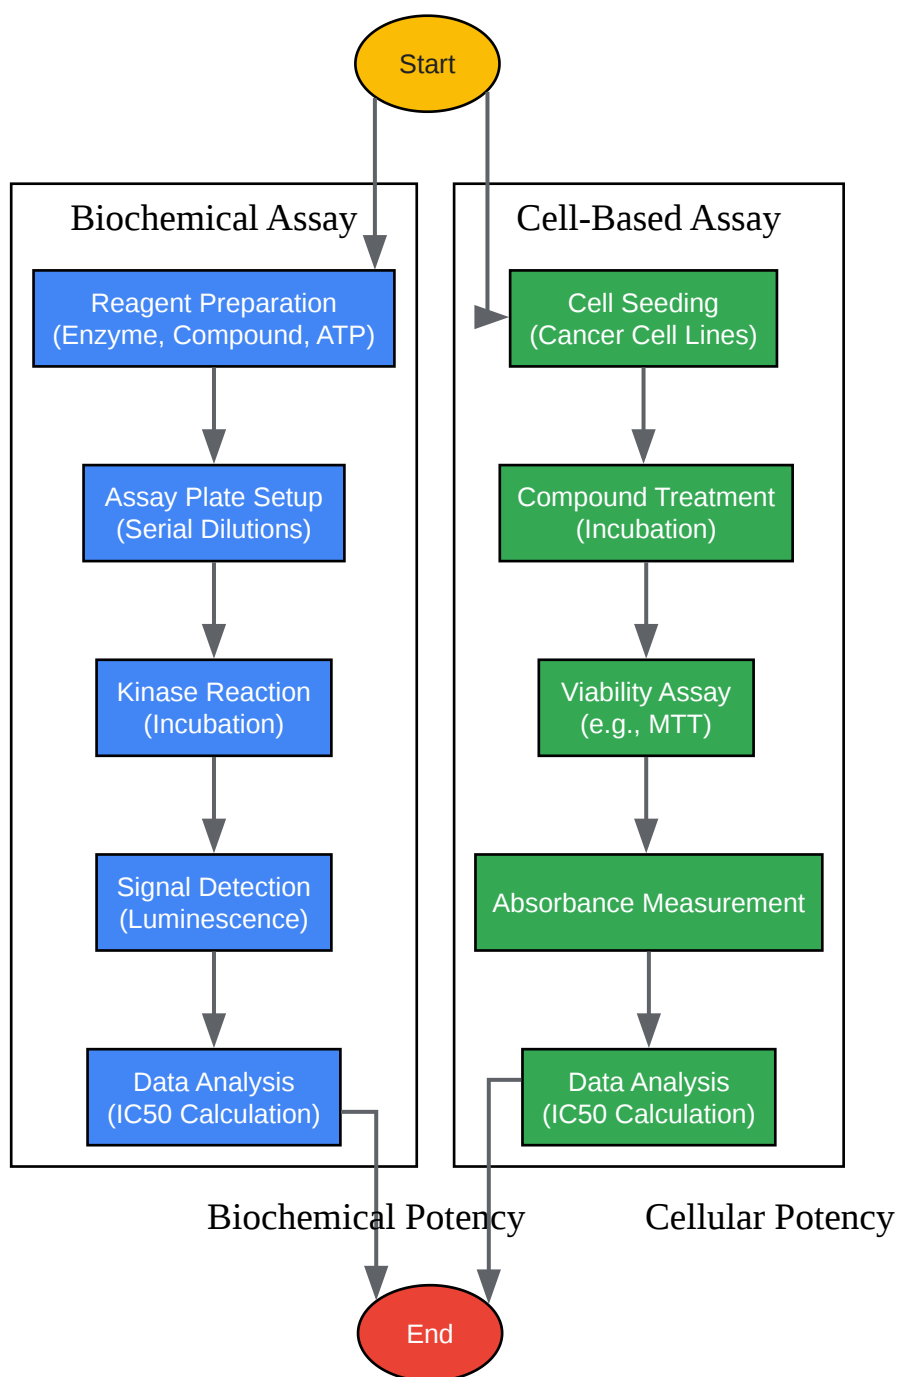 Start
Biochemical Assay
Reagent Preparation
(Enzyme, Compound, ATP)
Assay Plate Setup
(Serial Dilutions)
Kinase Reaction
(Incubation)
Signal Detection
(Luminescence)
Data Analysis
(IC50 Calculation)
Cell-Based Assay
Cell Seeding
(Cancer Cell Lines)
Compound Treatment
(Incubation)
Viability Assay
(e.g., MTT)
Absorbance Measurement
Data Analysis
(IC50 Calculation)
Biochemical Potency
Cellular Potency
End